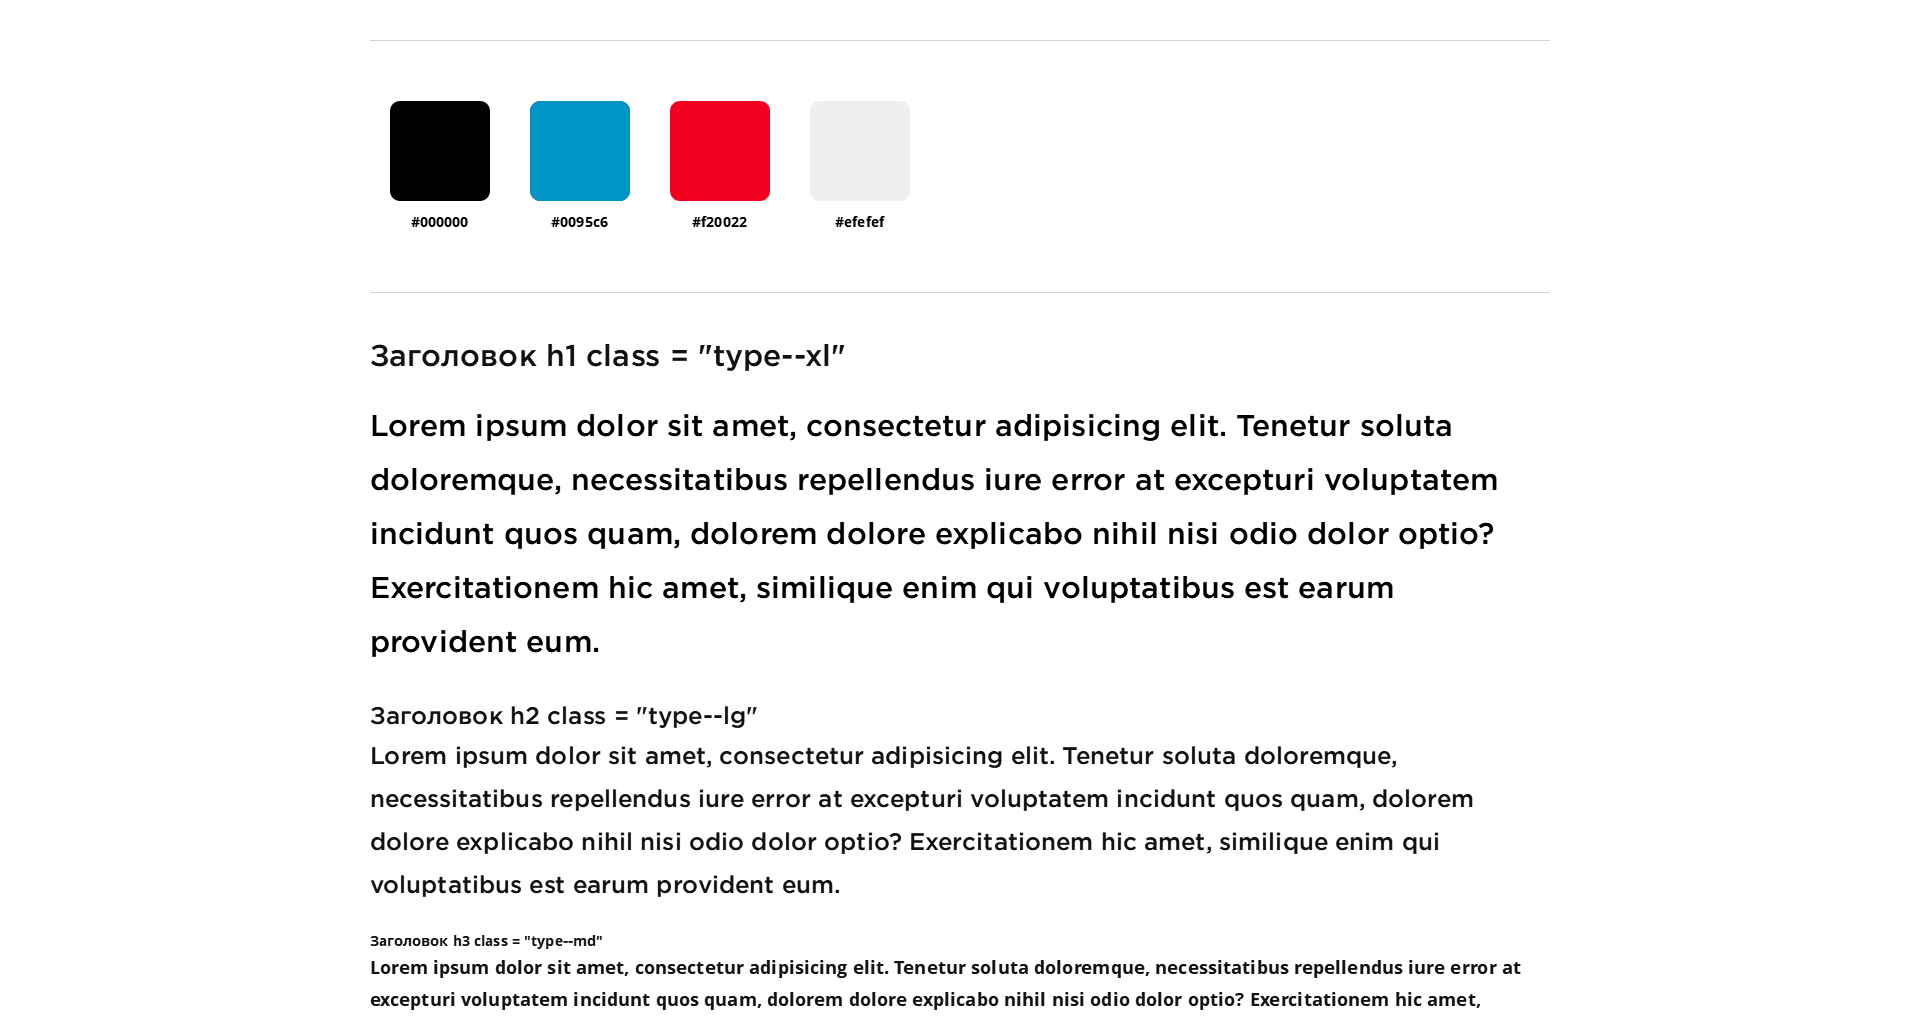 #000000 #0095c6 #f20022 #efefef
Заголовок h1 class = "type--xl"
Lorem ipsum dolor sit amet, consectetur adipisicing elit. Tenetur soluta
doloremque, necessitatibus repellendus iure error at excepturi voluptatem
incidunt quos quam, dolorem dolore explicabo nihil nisi odio dolor optio?
Exercitationem hic amet, similique enim qui voluptatibus est earum
provident eum.
Заголовок h2 class = "type--lg"
Lorem ipsum dolor sit amet, consectetur adipisicing elit. Tenetur soluta doloremque,
necessitatibus repellendus iure error at excepturi voluptatem incidunt quos quam, dolorem
dolore explicabo nihil nisi odio dolor optio? Exercitationem hic amet, similique enim qui
voluptatibus est earum provident eum.
Заголовок h3 class = "type--md"
Lorem ipsum dolor sit amet, consectetur adipisicing elit. Tenetur soluta doloremque, necessitatibus repellendus iure error at
excepturi voluptatem incidunt quos quam, dolorem dolore explicabo nihil nisi odio dolor optio? Exercitationem hic amet,